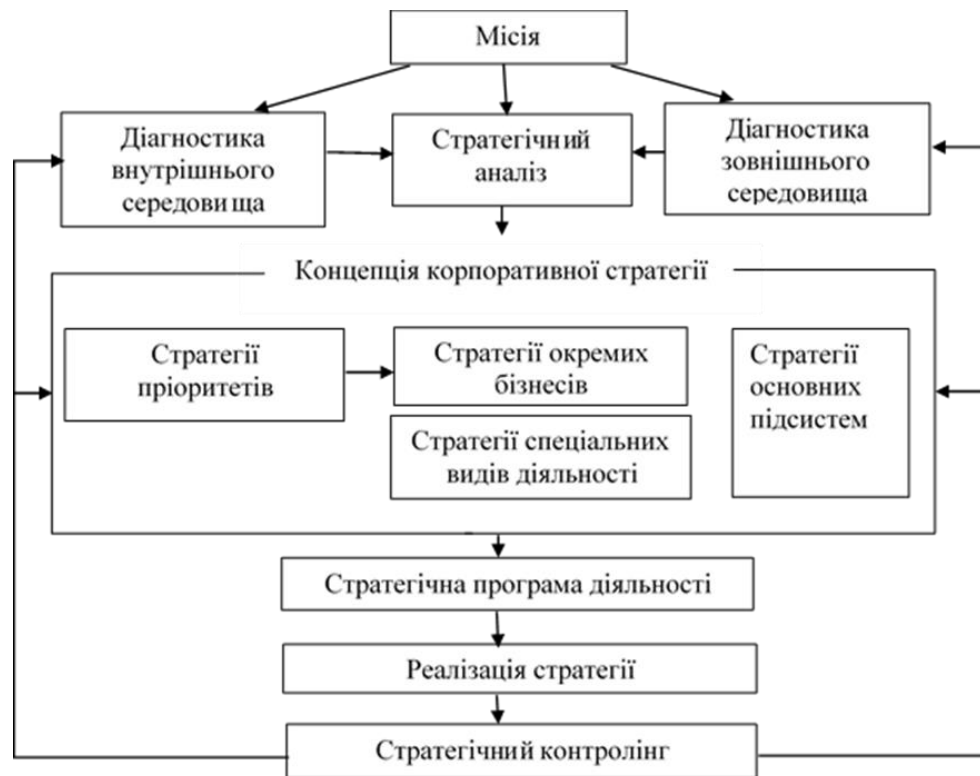 Місія
Діагностика
внутрішнього
середовища
Стратегічний
аналіз
Діагностика
зовнішнього
середовища
Концепція корпоративної стратегії
Стратегії
пріоритетів
Стратегії окремих
бізнесів
Стратегії спеціальних
видів діяльності
Стратегії
основних
підсистем
Стратегічна програма діяльності
Реалізація стратегії
Стратегічний контролінг